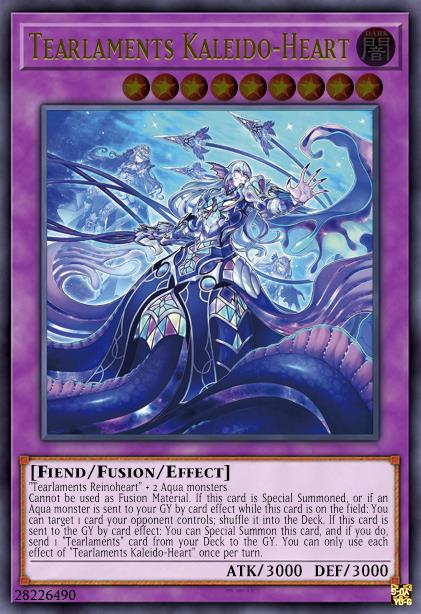 TEARLAMENTS KALEIDO-HEART
DARK
闇
[FIEND/FUSION/EFFECT]
"Tearlaments Reinoheart" + 2 Aqua monsters
Cannot be used as Fusion Material. If this card is Special Summoned, or if an
Aqua monster is sent to your GY by card effect while this card is on the field: You
can target 1 card your opponent controls; shuffle it into the Deck. If this card is
sent to the GY by card effect: You can Special Summon this card, and if you do,
send 1 "Tearlaments" card from your Deck to the GY. You can only use each
effect of "Tearlaments Kaleido-Heart" once per turn.
ATK/3000 DEF/3000
28226490